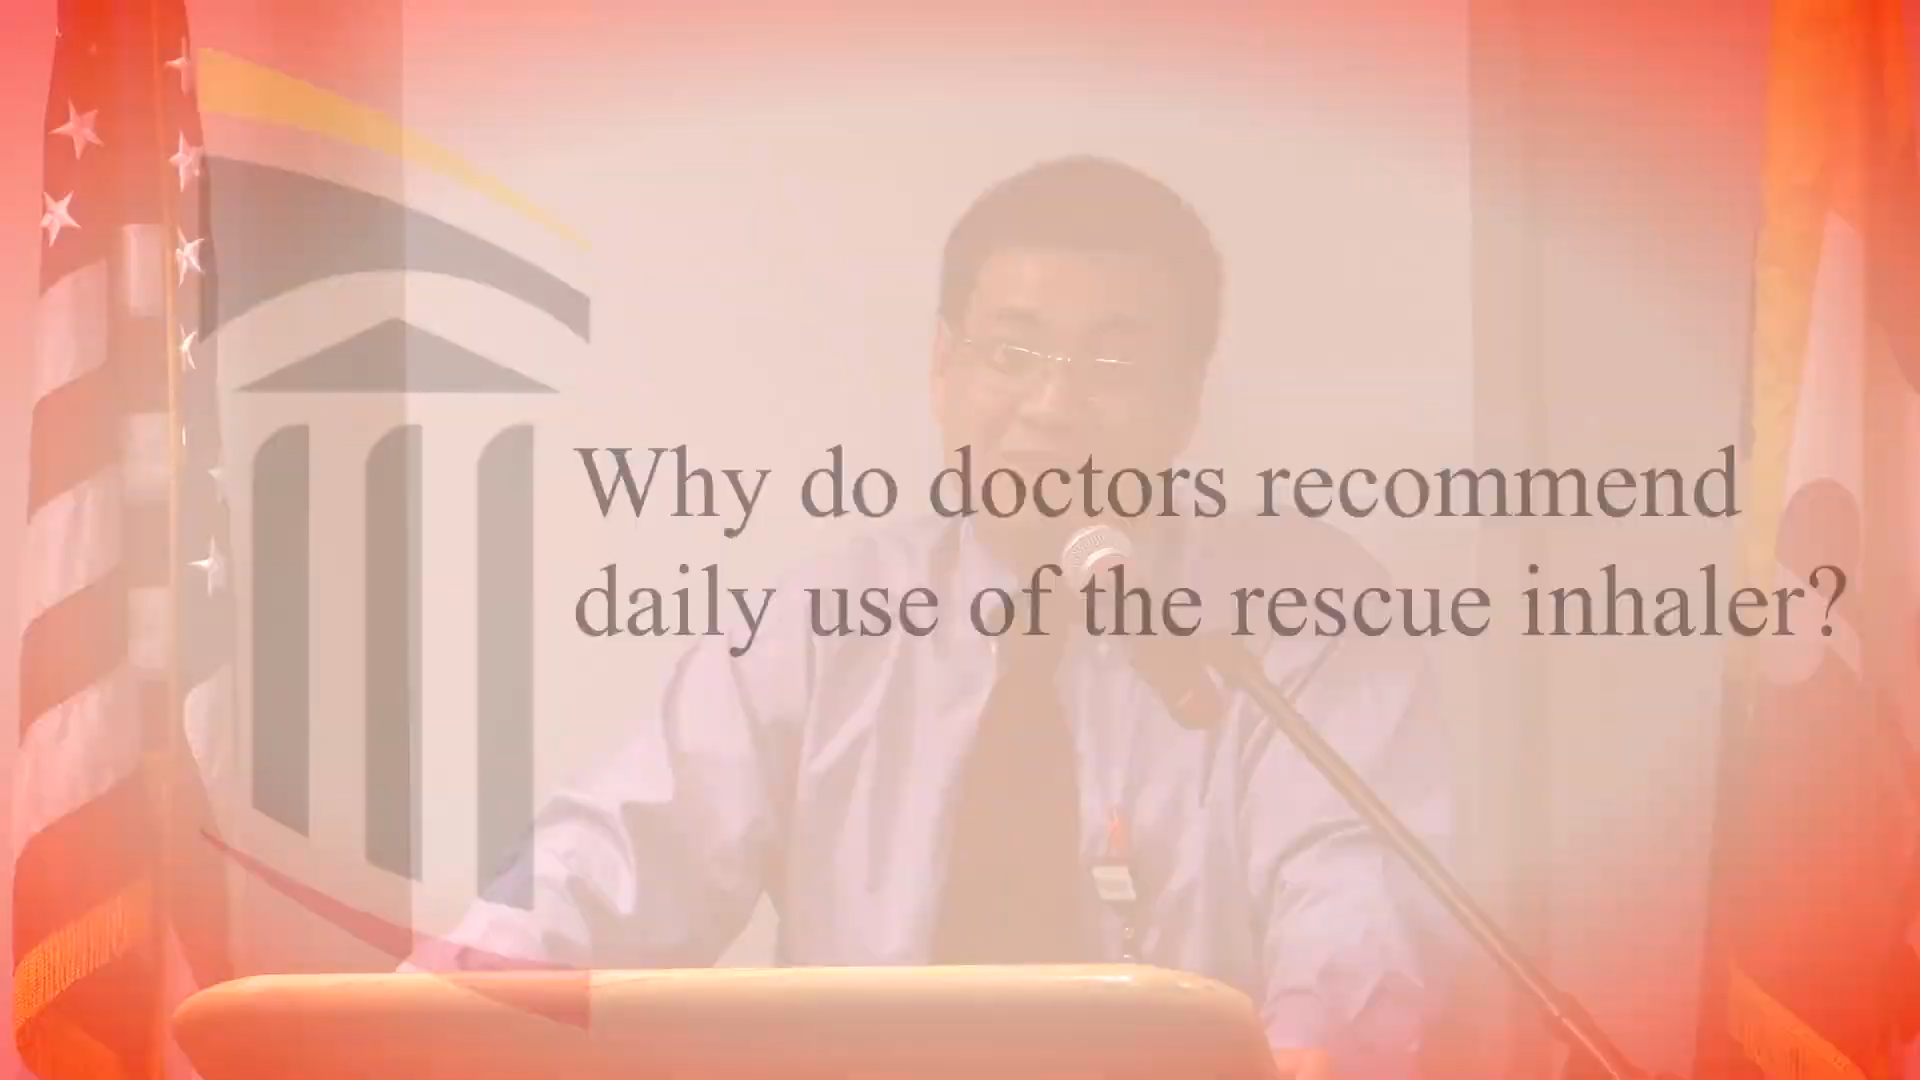 Why do doctors recommend
daily use of the rescue inhaler?